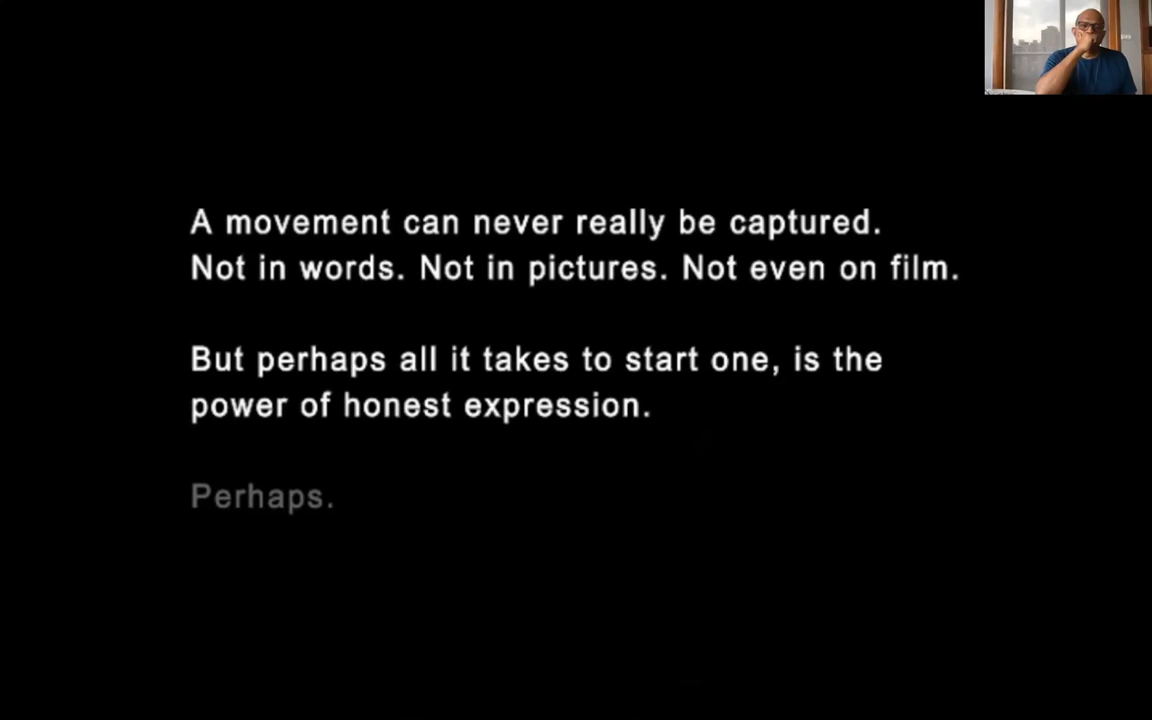 A movement can never really be captured.
Not in words. Not in pictures. Not even on film.
But perhaps all it takes to start one, is the
power of honest expression.
Perhaps.